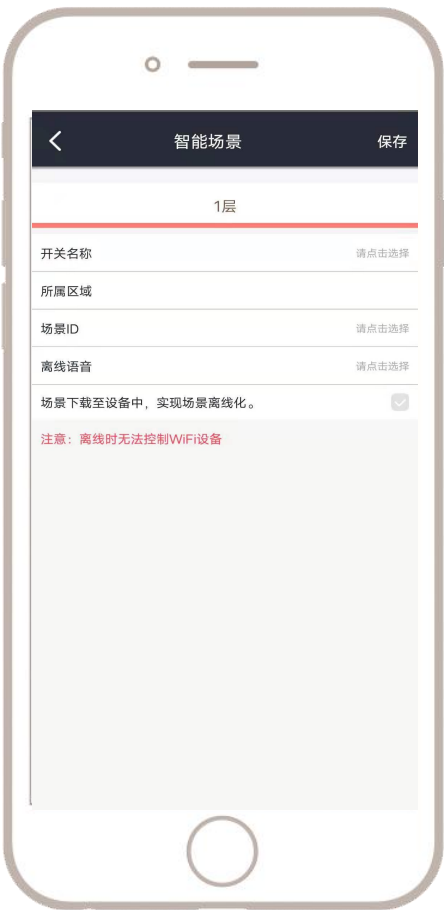 智能场景 保存
1层
开关名称 请点击选择
所属区域
场景ID 请点击选择
离线语音 请点击选择
场景下载至设备中，实现场景离线化。
注意：离线时无法控制WiFi设备